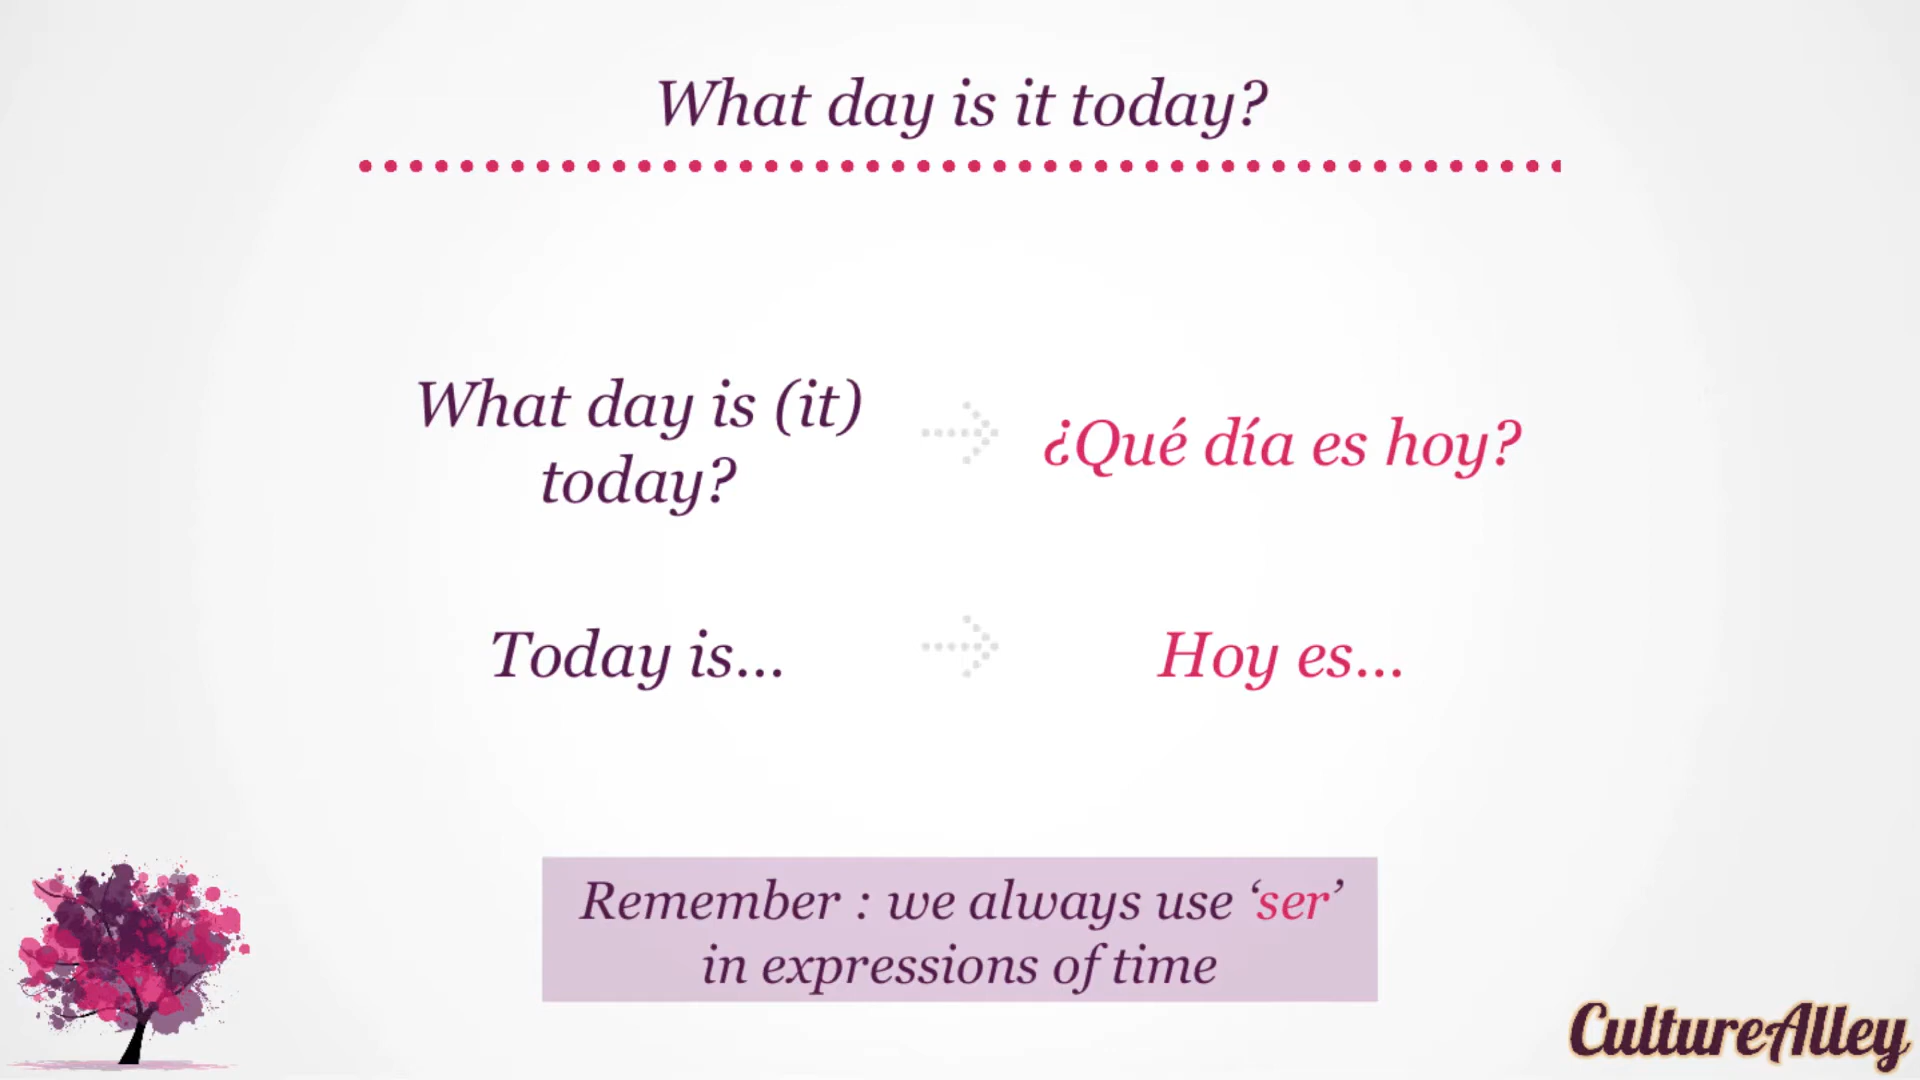 What day is it today?
What day is (it)
today?
¿Qué día es hoy?
Today is...
Hoy es...
Remember : we always use ‘ser’
in expressions of time
CultureAlley